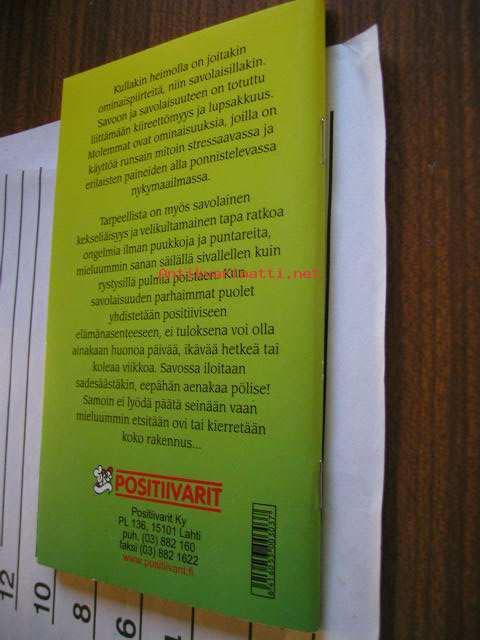 Kullakin heimolla on joitakin
ominaispiirteitä, niin savolaisillakin.
Savoon ja savolaisuuteen on totuttu
liittämään kiireettömyys ja lupsakkuus.
Molemmat ovat ominaisuuksia, joilla on
käyttöä runsain mitoin stressaavassa ja
erilaisten paineiden alla ponnistelevassa
nykymaailmassa.
Tarpeellista on myös savolainen
kekseliäisyys ja velikultamainen tapa ratkoa
ongelmia ilman puukkoja ja puntareita,
mieluummin sanan säilällä sivallellen kuin
rystysillä pulmia poistaen. Kun
savolaisuuden parhaimmat puolet
yhdistetään positiiviseen
elämänasenteeseen, ei tuloksena voi olla
ainakaan huonoa päivää, ikävää hetkeä tai
koleaa viikkoa. Savossa iloitaan
sadesäästäkin, eepähän aenakaa pölise!
Samoin ei lyödä päätä seinään vaan
mieluummin etsitään ovi tai kierretään
koko rakennus...
POSITIIVARIT
Positiivarit Ky
PL 136, 15101 Lahti
puh. (03) 882 160
faksi (03) 882 1622
www.positiivarit.fi
12
10
8
6